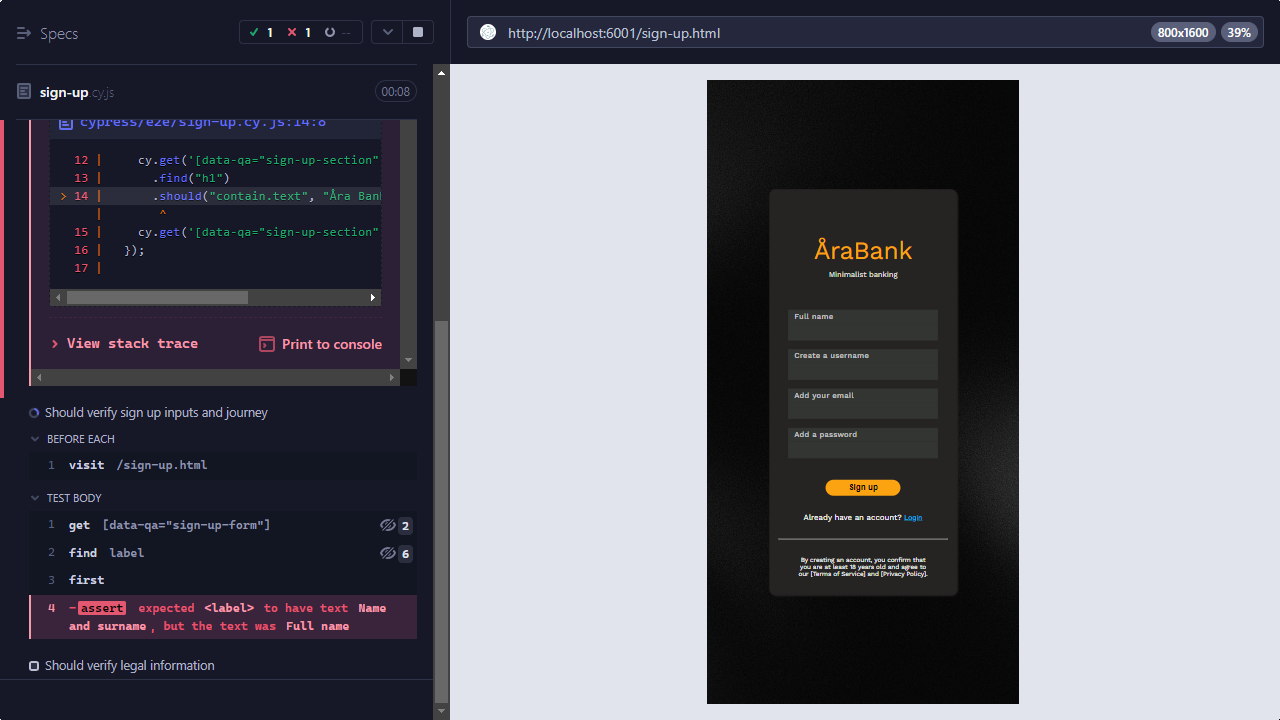 Specs
1
1
--
http://localhost:6001/sign-up.html
800x1600
39%
sign-up.cy.js
00:08
cypress/e2e/sign-up.cy.js:14:8
12 | cy.get('[data-qa="sign-up-section"
13 | .find("h1")
> 14 | .should("contain.text", "Åra Ban
| ^
15 | cy.get('[data-qa="sign-up-section"
16 | });
17 |
> View stack trace
Print to console
Should verify sign up inputs and journey
BEFORE EACH
1 visit /sign-up.html
TEST BODY
1 get [data-qa="sign-up-form"] 2
2 find label 6
3 first
4 -assert expected <label> to have text Name
and surname, but the text was Full name
Should verify legal information
ÅraBank
Minimalist banking
Full name
Create a username
Add your email
Add a password
Sign up
Already have an account? Login
By creating an account, you confirm that
you are at least 18 years old and agree to
our [Terms of Service] and [Privacy Policy].